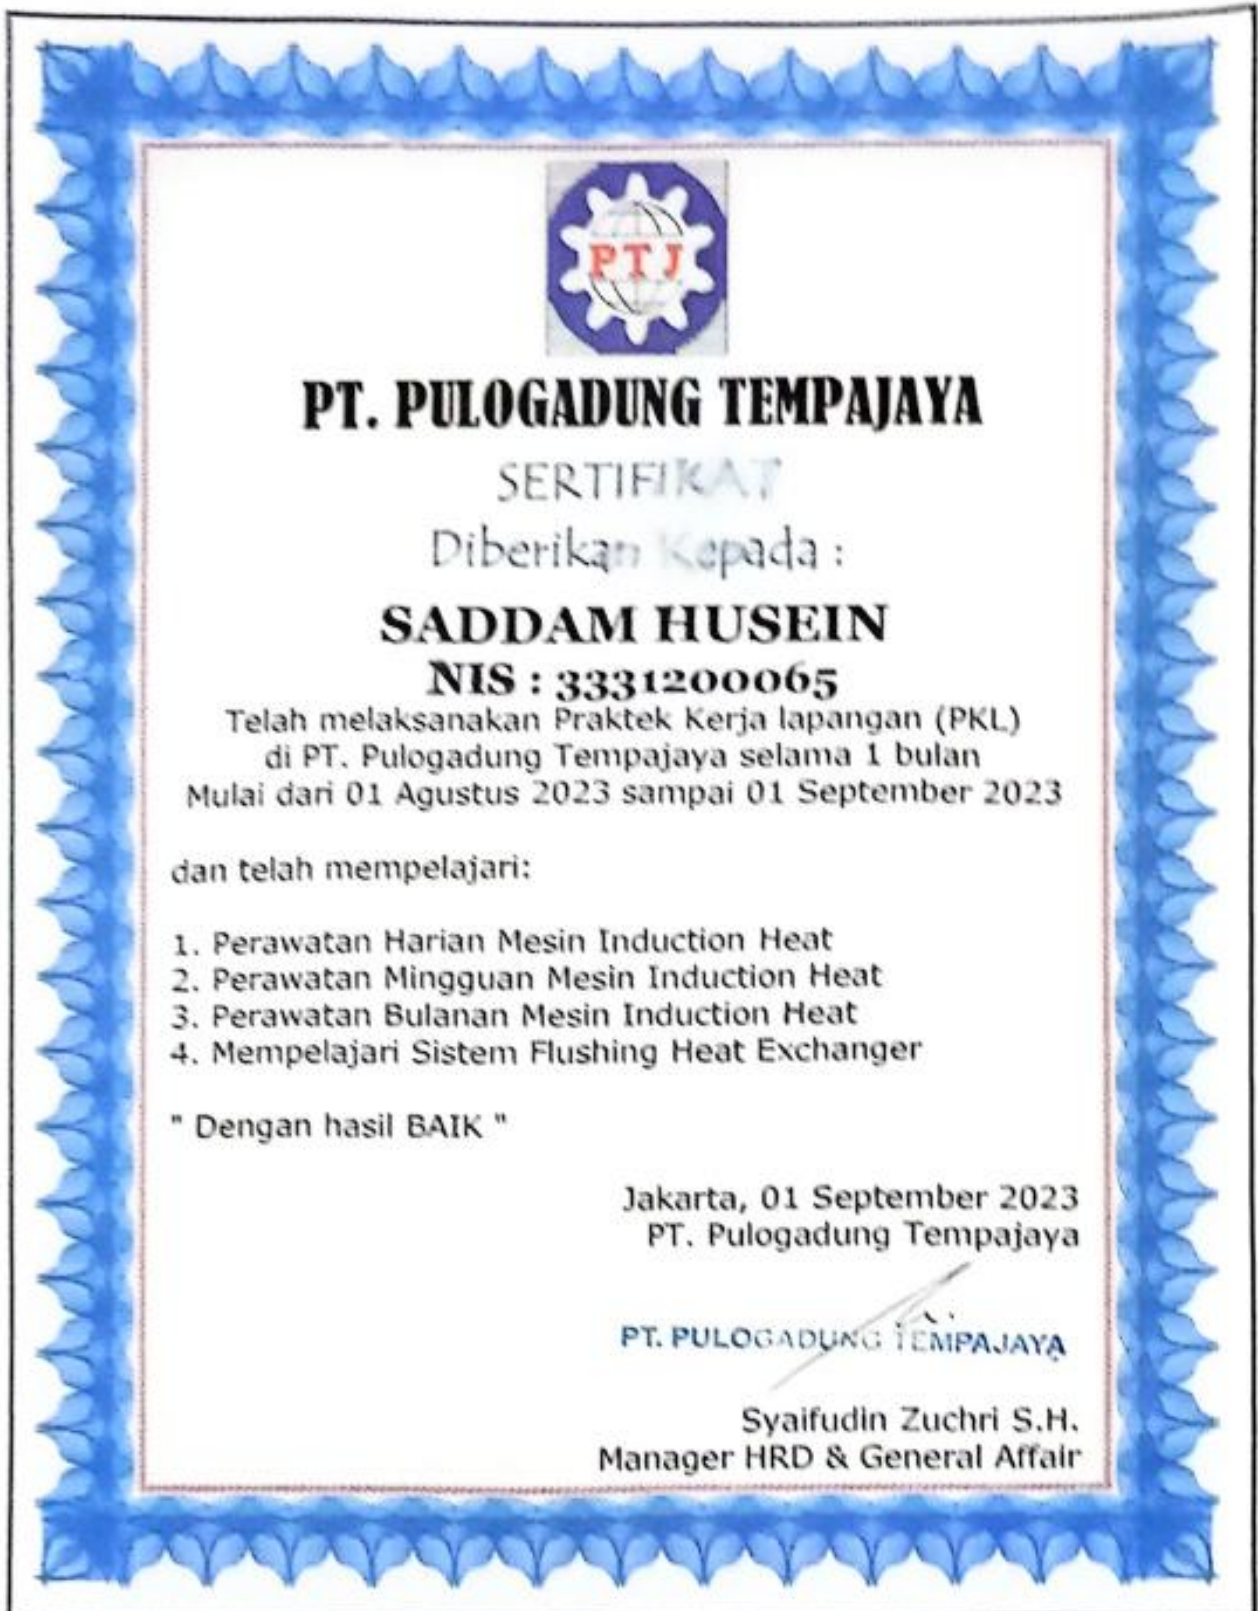 PTJ
PT. PULOGADUNG TEMPAJAYA
SERTIFIKAT
Diberikan Kepada :
SADDAM HUSEIN
NIS : 3331200065
Telah melaksanakan Praktek Kerja lapangan (PKL)
di PT. Pulogadung Tempajaya selama 1 bulan
Mulai dari 01 Agustus 2023 sampai 01 September 2023
dan telah mempelajari:
1. Perawatan Harian Mesin Induction Heat
2. Perawatan Mingguan Mesin Induction Heat
3. Perawatan Bulanan Mesin Induction Heat
4. Mempelajari Sistem Flushing Heat Exchanger
" Dengan hasil BAIK "
Jakarta, 01 September 2023
PT. Pulogadung Tempajaya
PT. PULOGADUNG TEMPAJAYA
Syaifudin Zuchri S.H.
Manager HRD & General Affair